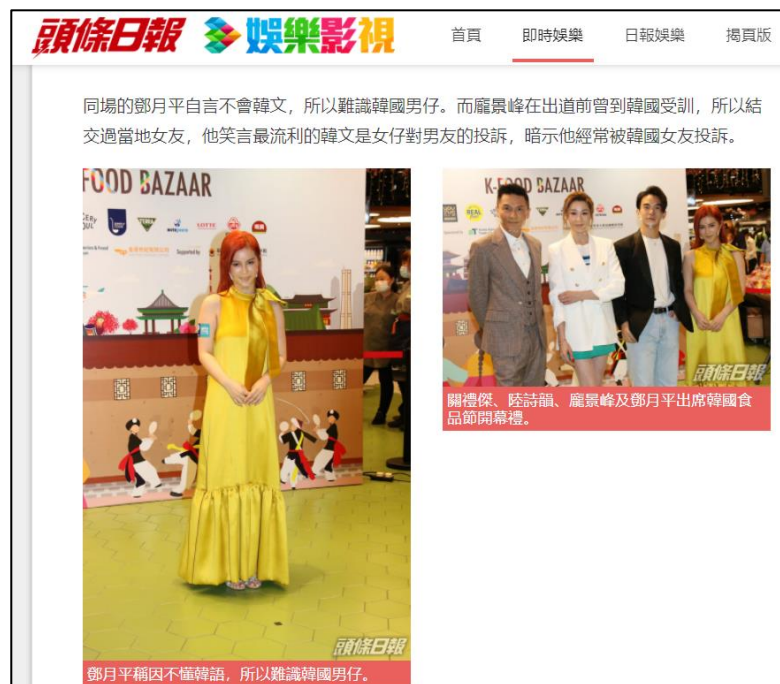 頭條日報 娛樂影視 首頁 即時娛樂 日報娛樂 揭頁版
同場的鄧月平自言不會韓文，所以難識韓國男仔。而龐景峰在出道前曾到韓國受訓，所以結
交過當地女友，他笑言最流利的韓文是女仔對男友的投訴，暗示他經常被韓國女友投訴。
FOOD BAZAAR
LOTTE
Supported by
頭條日報
鄧月平稱因不懂韓語，所以難識韓國男仔。
K-FOOD BAZAAR
REAL
頭條日報
關禮傑、陸詩韻、龐景峰及鄧月平出席韓國食
品節開幕禮。